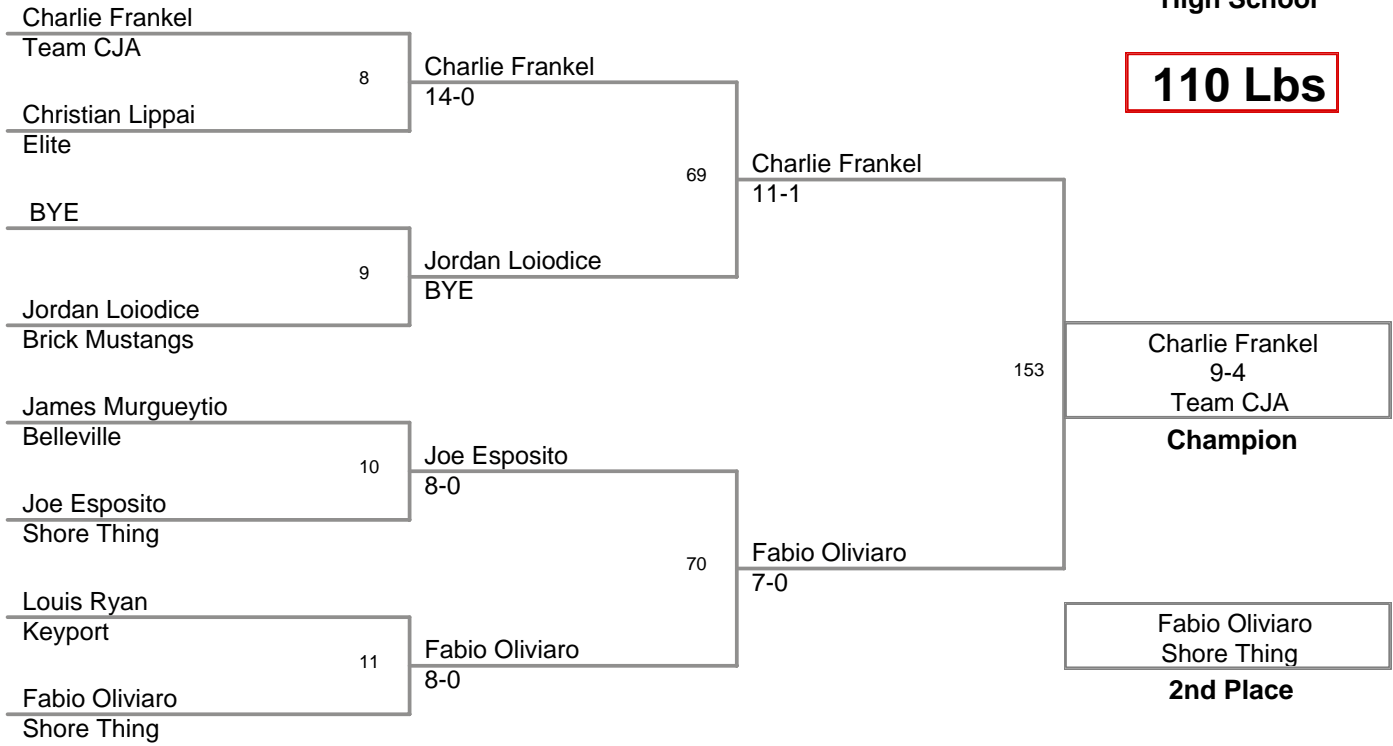 High School
110 Lbs
Charlie Frankel
Team CJA
8
Christian Lippai
Elite
BYE
9
Jordan Loiodice
Brick Mustangs
James Murgueytio
Belleville
10
Joe Esposito
Shore Thing
Louis Ryan
Keyport
11
Fabio Oliviaro
Shore Thing
Charlie Frankel
14-0
69
Jordan Loiodice
BYE
Joe Esposito
8-0
70
Fabio Oliviaro
8-0
Charlie Frankel
11-1
153
Fabio Oliviaro
7-0
Charlie Frankel
9-4
Team CJA
Champion
Fabio Oliviaro
Shore Thing
2nd Place